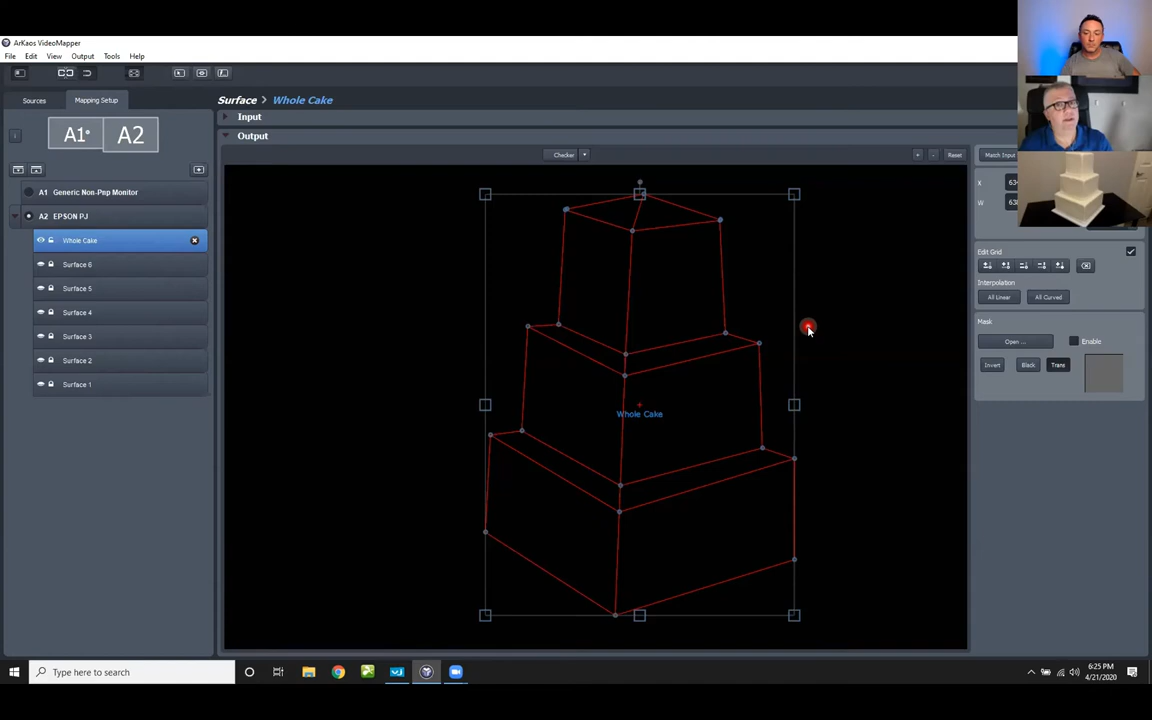 ArKaos VideoMapper
File Edit View Output Tools Help
Sources Mapping Setup
Surface > Whole Cake
Input
Output
A1 A2
Checker
+ - Reset
Match Input
A1 Generic Non-Pnp Monitor
X
A2 EPSON PJ
W
Whole Cake
Surface 6
Surface 5
Surface 4
Surface 3
Surface 2
Surface 1
Edit Grid
Interpolation
All Linear All Curved
Mask
Open ... Enable
Invert Black Trans
Whole Cake
Type here to search
6:25 PM
4/21/2020